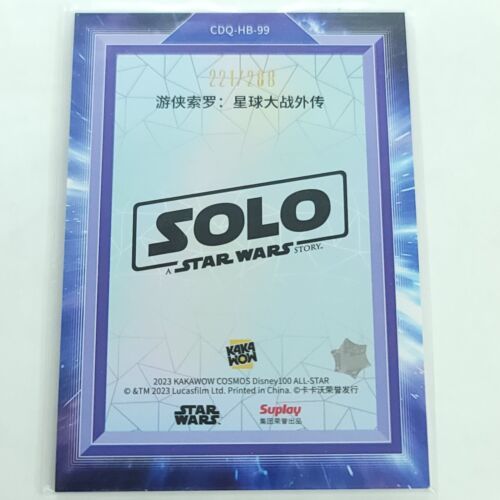 CDQ-HB-99
221/288
游侠索罗：星球大战外传
SOLO
A STAR WARS STORY™
KAKA
WOW
2023 KAKAWOW COSMOS Disney100 ALL-STAR
© &TM 2023 Lucasfilm Ltd. Printed in China. ©卡卡沃荣誉发行
STAR
WARS™
Suplay
集团荣誉出品